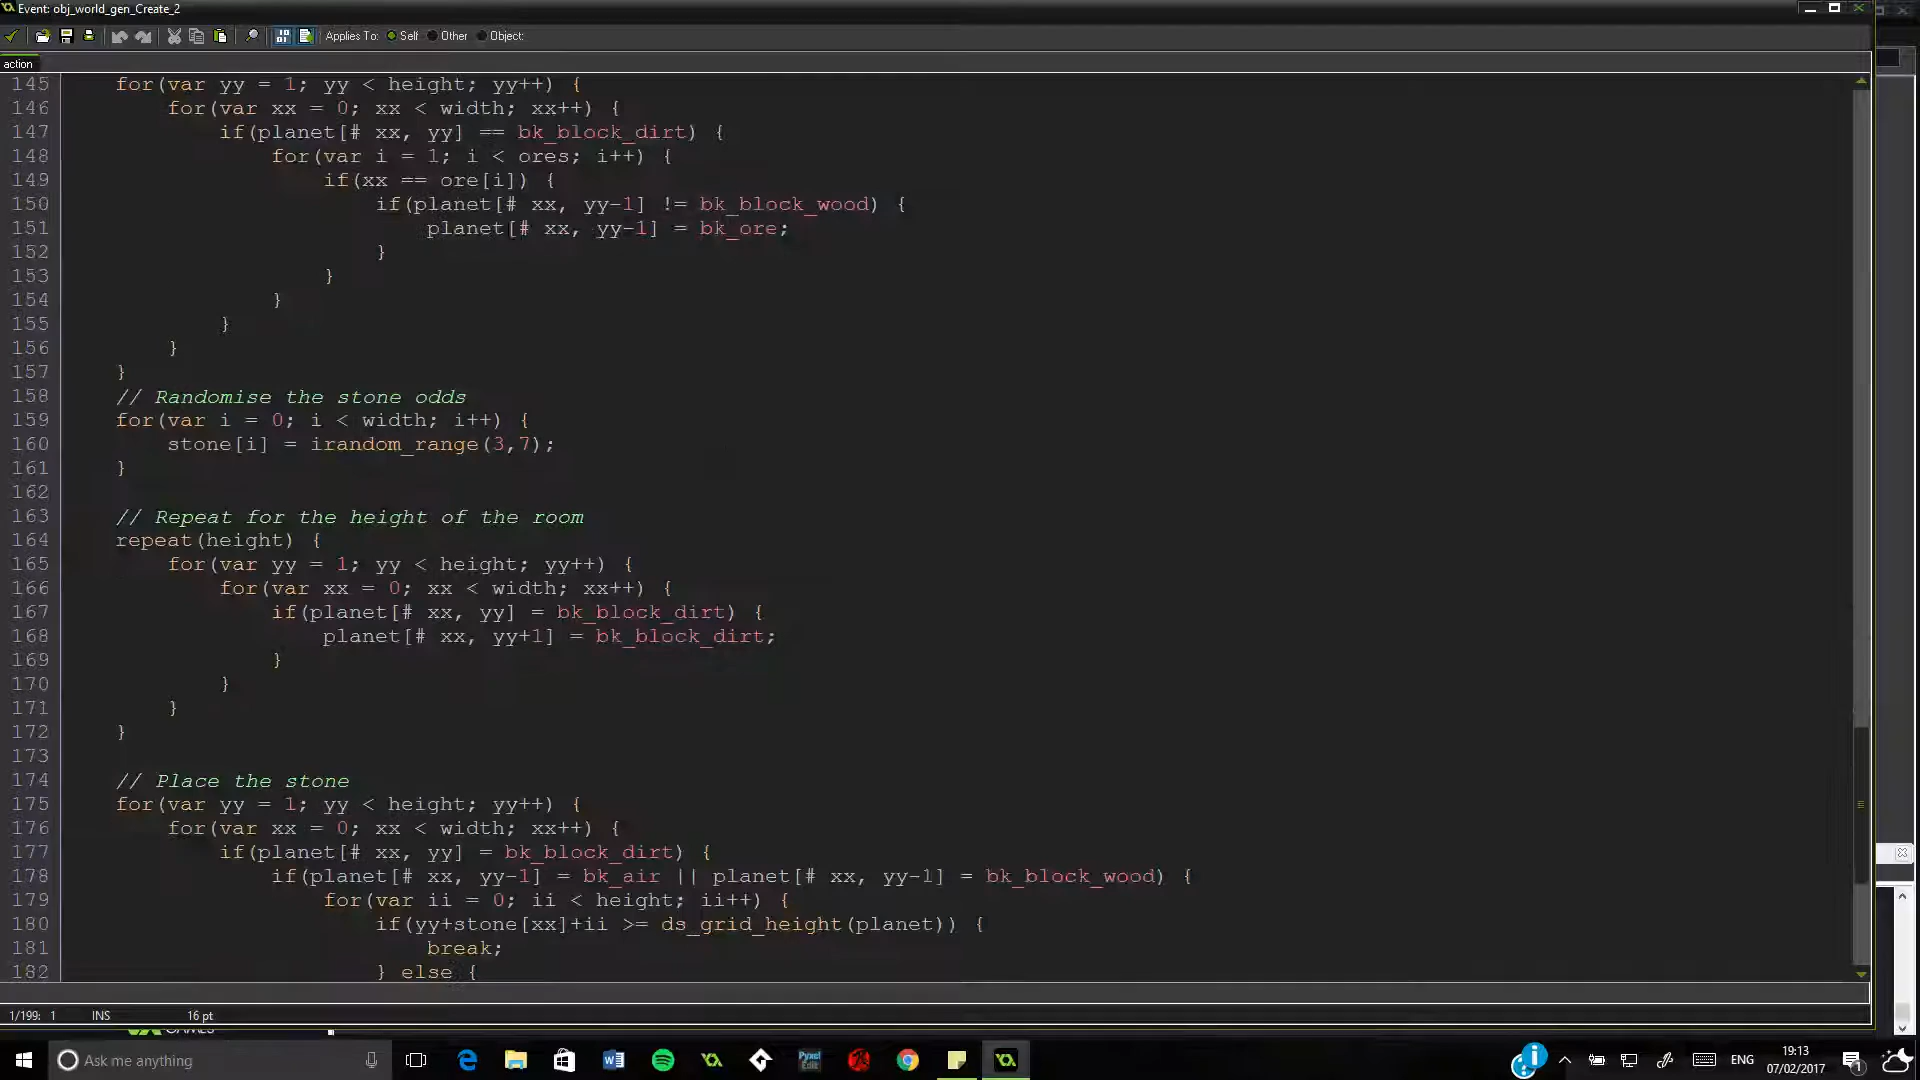 Event: obj_world_gen_Create_2
Applies To: Self Other Object:
action
145 for(var yy = 1; yy < height; yy++) {
146 for(var xx = 0; xx < width; xx++) {
147 if(planet[# xx, yy] == bk_block_dirt) {
148 for(var i = 1; i < ores; i++) {
149 if(xx == ore[i]) {
150 if(planet[# xx, yy-1] != bk_block_wood) {
151 planet[# xx, yy-1] = bk_ore;
152 }
153 }
154 }
155 }
156 }
157 }
158 // Randomise the stone odds
159 for(var i = 0; i < width; i++) {
160 stone[i] = irandom_range(3,7);
161 }
162
163 // Repeat for the height of the room
164 repeat(height) {
165 for(var yy = 1; yy < height; yy++) {
166 for(var xx = 0; xx < width; xx++) {
167 if(planet[# xx, yy] = bk_block_dirt) {
168 planet[# xx, yy+1] = bk_block_dirt;
169 }
170 }
171 }
172 }
173
174 // Place the stone
175 for(var yy = 1; yy < height; yy++) {
176 for(var xx = 0; xx < width; xx++) {
177 if(planet[# xx, yy] = bk_block_dirt) {
178 if(planet[# xx, yy-1] = bk_air || planet[# xx, yy-1] = bk_block_wood) {
179 for(var ii = 0; ii < height; ii++) {
180 if(yy+stone[xx]+ii >= ds_grid_height(planet)) {
181 break;
182 } else {
1/199: 1 INS 16 pt
Ask me anything
Pyxel
Edit
ENG
19:13
07/02/2017
1